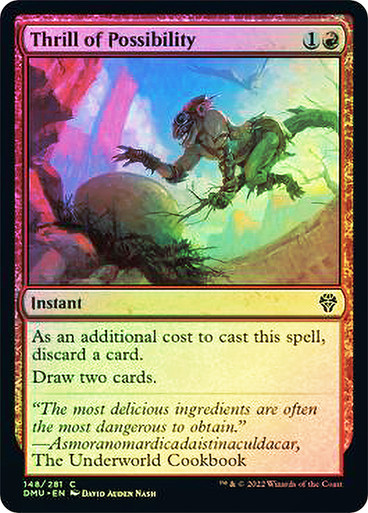 Thrill of Possibility 1
Instant
As an additional cost to cast this spell,
discard a card.
Draw two cards.
“The most delicious ingredients are often
the most dangerous to obtain.”
—Asmoranomardicadaistinaculdacar,
The Underworld Cookbook
148/281 C
DMU • EN DAVID AUDEN NASH
™ & © 2022 Wizards of the Coast